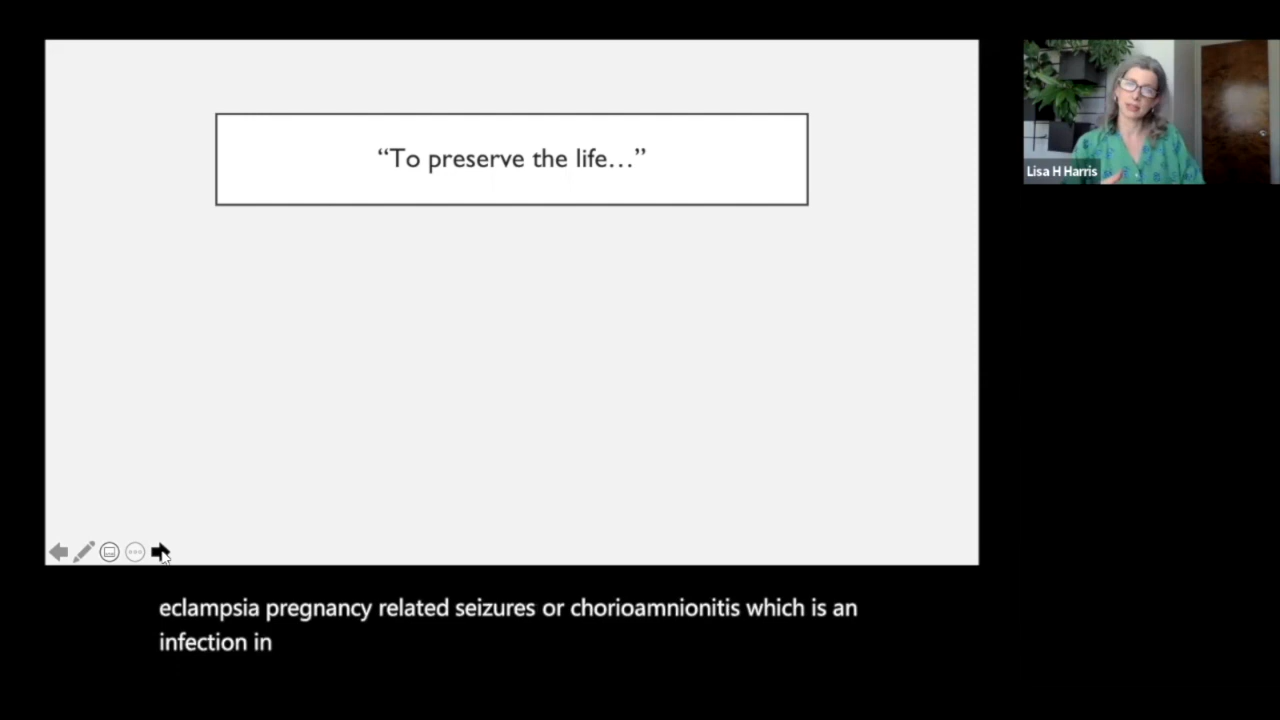 “To preserve the life…”
Lisa H Harris
eclampsia pregnancy related seizures or chorioamnionitis which is an
infection in